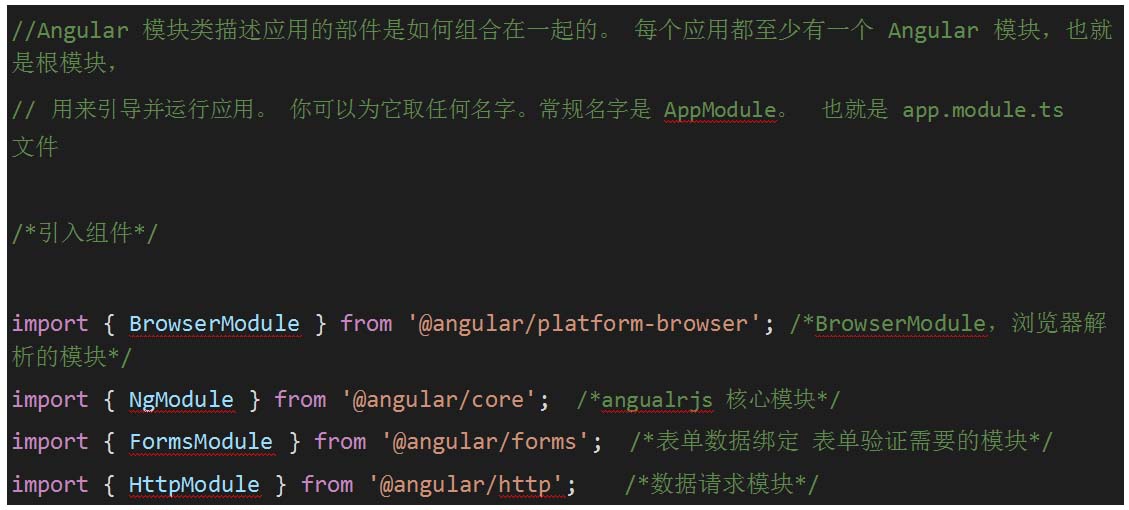 //Angular 模块类描述应用的部件是如何组合在一起的。 每个应用都至少有一个 Angular 模块，也就
是根模块，
// 用来引导并运行应用。 你可以为它取任何名字。常规名字是 AppModule。  也就是 app.module.ts
文件
/*引入组件*/
import { BrowserModule } from '@angular/platform-browser'; /*BrowserModule，浏览器解
析的模块*/
import { NgModule } from '@angular/core';  /*angualrjs 核心模块*/
import { FormsModule } from '@angular/forms';  /*表单数据绑定 表单验证需要的模块*/
import { HttpModule } from '@angular/http';   /*数据请求模块*/